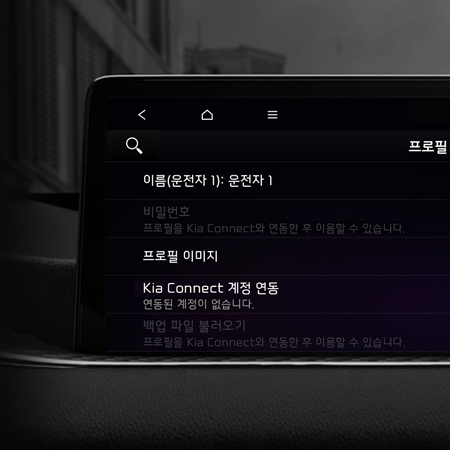 프로필
이름(운전자 1): 운전자 1
비밀번호
프로필을 Kia Connect와 연동한 후 이용할 수 있습니다.
프로필 이미지
Kia Connect 계정 연동
연동된 계정이 없습니다.
백업 파일 불러오기
프로필을 Kia Connect와 연동한 후 이용할 수 있습니다.